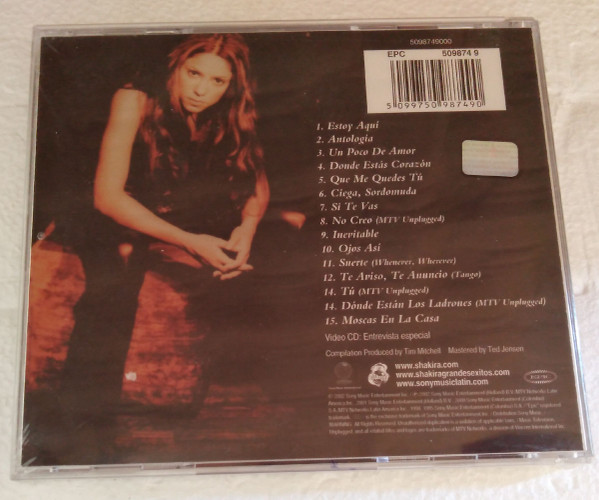 5098749000
EPC 509874 9
5 099750 987490
1. Estoy Aquí
2. Antología
3. Un Poco De Amor
4. Donde Estás Corazón
5. Que Me Quedes Tú
6. Ciega, Sordomuda
7. Si Te Vas
8. No Creo (MTV Unplugged)
9. Inevitable
10. Ojos Así
11. Suerte (Whenever, Wherever)
12. Te Aviso, Te Anuncio (Tango)
14. Tú (MTV Unplugged)
14. Dónde Están Los Ladrones (MTV Unplugged)
15. Moscas En La Casa
Video CD: Entrevista especial
Compilation Produced by Tim Mitchell Mastered by Ted Jensen
www.shakira.com
www.shakiragrandesexitos.com
www.sonymusiclatin.com